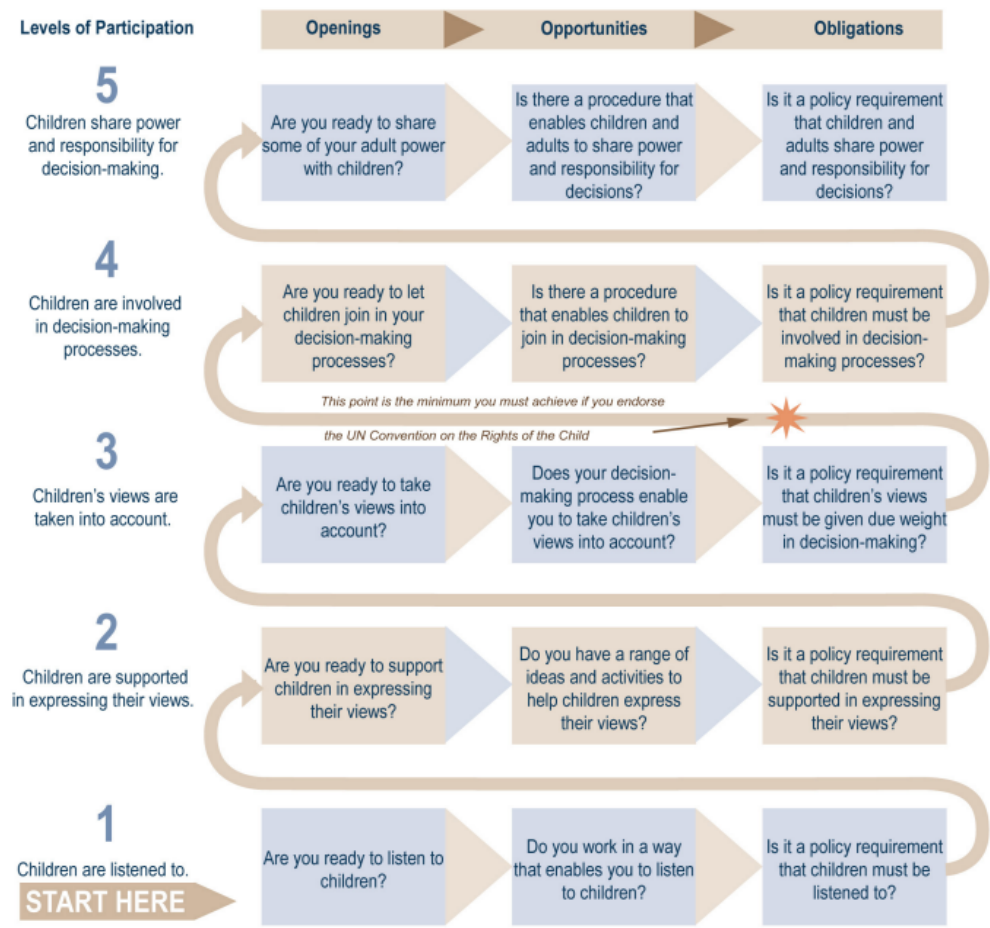 Levels of Participation
Openings
Opportunities
Obligations
5
Children share power
and responsibility for
decision-making.
Are you ready to share
some of your adult power
with children?
Is there a procedure that
enables children and
adults to share power
and responsibility for
decisions?
Is it a policy requirement
that children and
adults share power
and responsibility for
decisions?
4
Children are involved
in decision-making
processes.
Are you ready to let
children join in your
decision-making
processes?
Is there a procedure
that enables children to
join in decision-making
processes?
Is it a policy requirement
that children must be
involved in decision-
making processes?
This point is the minimum you must achieve if you endorse
the UN Convention on the Rights of the Child
3
Children’s views are
taken into account.
Are you ready to take
children’s views into
account?
Does your decision-
making process enable
you to take children’s
views into account?
Is it a policy requirement
that children’s views
must be given due weight
in decision-making?
2
Children are supported
in expressing their views.
Are you ready to support
children in expressing
their views?
Do you have a range of
ideas and activities to
help children express
their views?
Is it a policy requirement
that children must be
supported in expressing
their views?
1
Children are listened to.
START HERE
Are you ready to listen to
children?
Do you work in a way
that enables you to listen
to children?
Is it a policy requirement
that children must be
listened to?